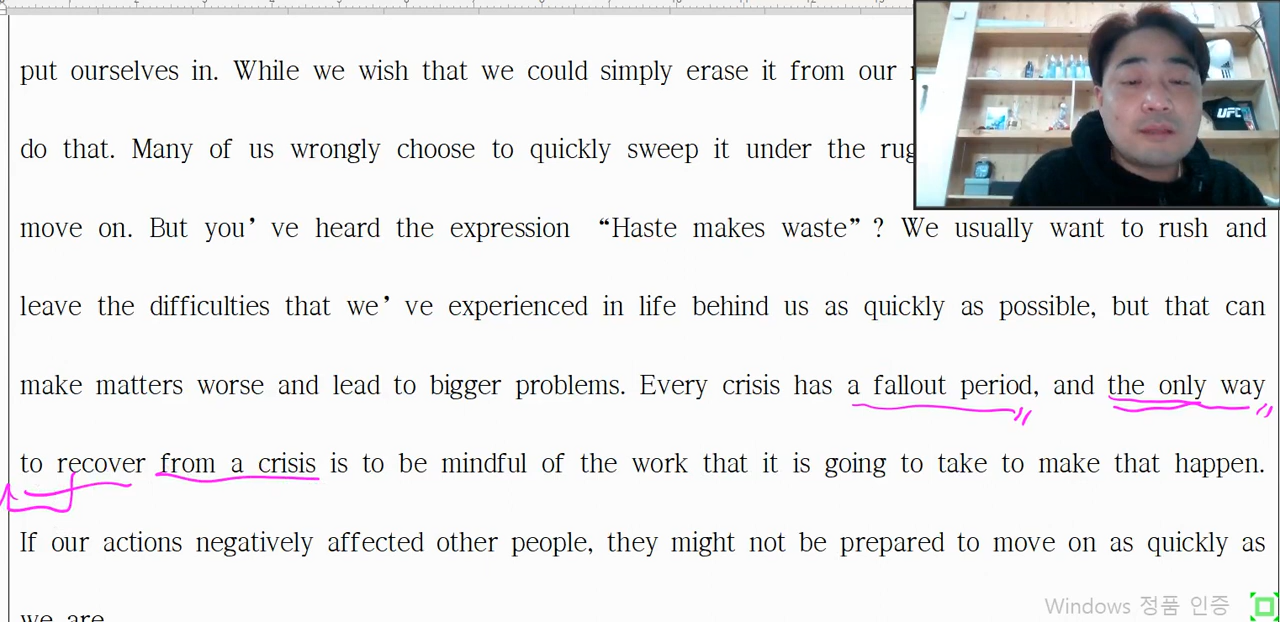 put ourselves in. While we wish that we could simply erase it from our
do that. Many of us wrongly choose to quickly sweep it under the rug
move on. But you’ve heard the expression “Haste makes waste”? We usually want to rush and
leave the difficulties that we’ve experienced in life behind us as quickly as possible, but that can
make matters worse and lead to bigger problems. Every crisis has a fallout period, and the only way
to recover from a crisis is to be mindful of the work that it is going to take to make that happen.
If our actions negatively affected other people, they might not be prepared to move on as quickly as
we are
UFC
Windows 정품 인증